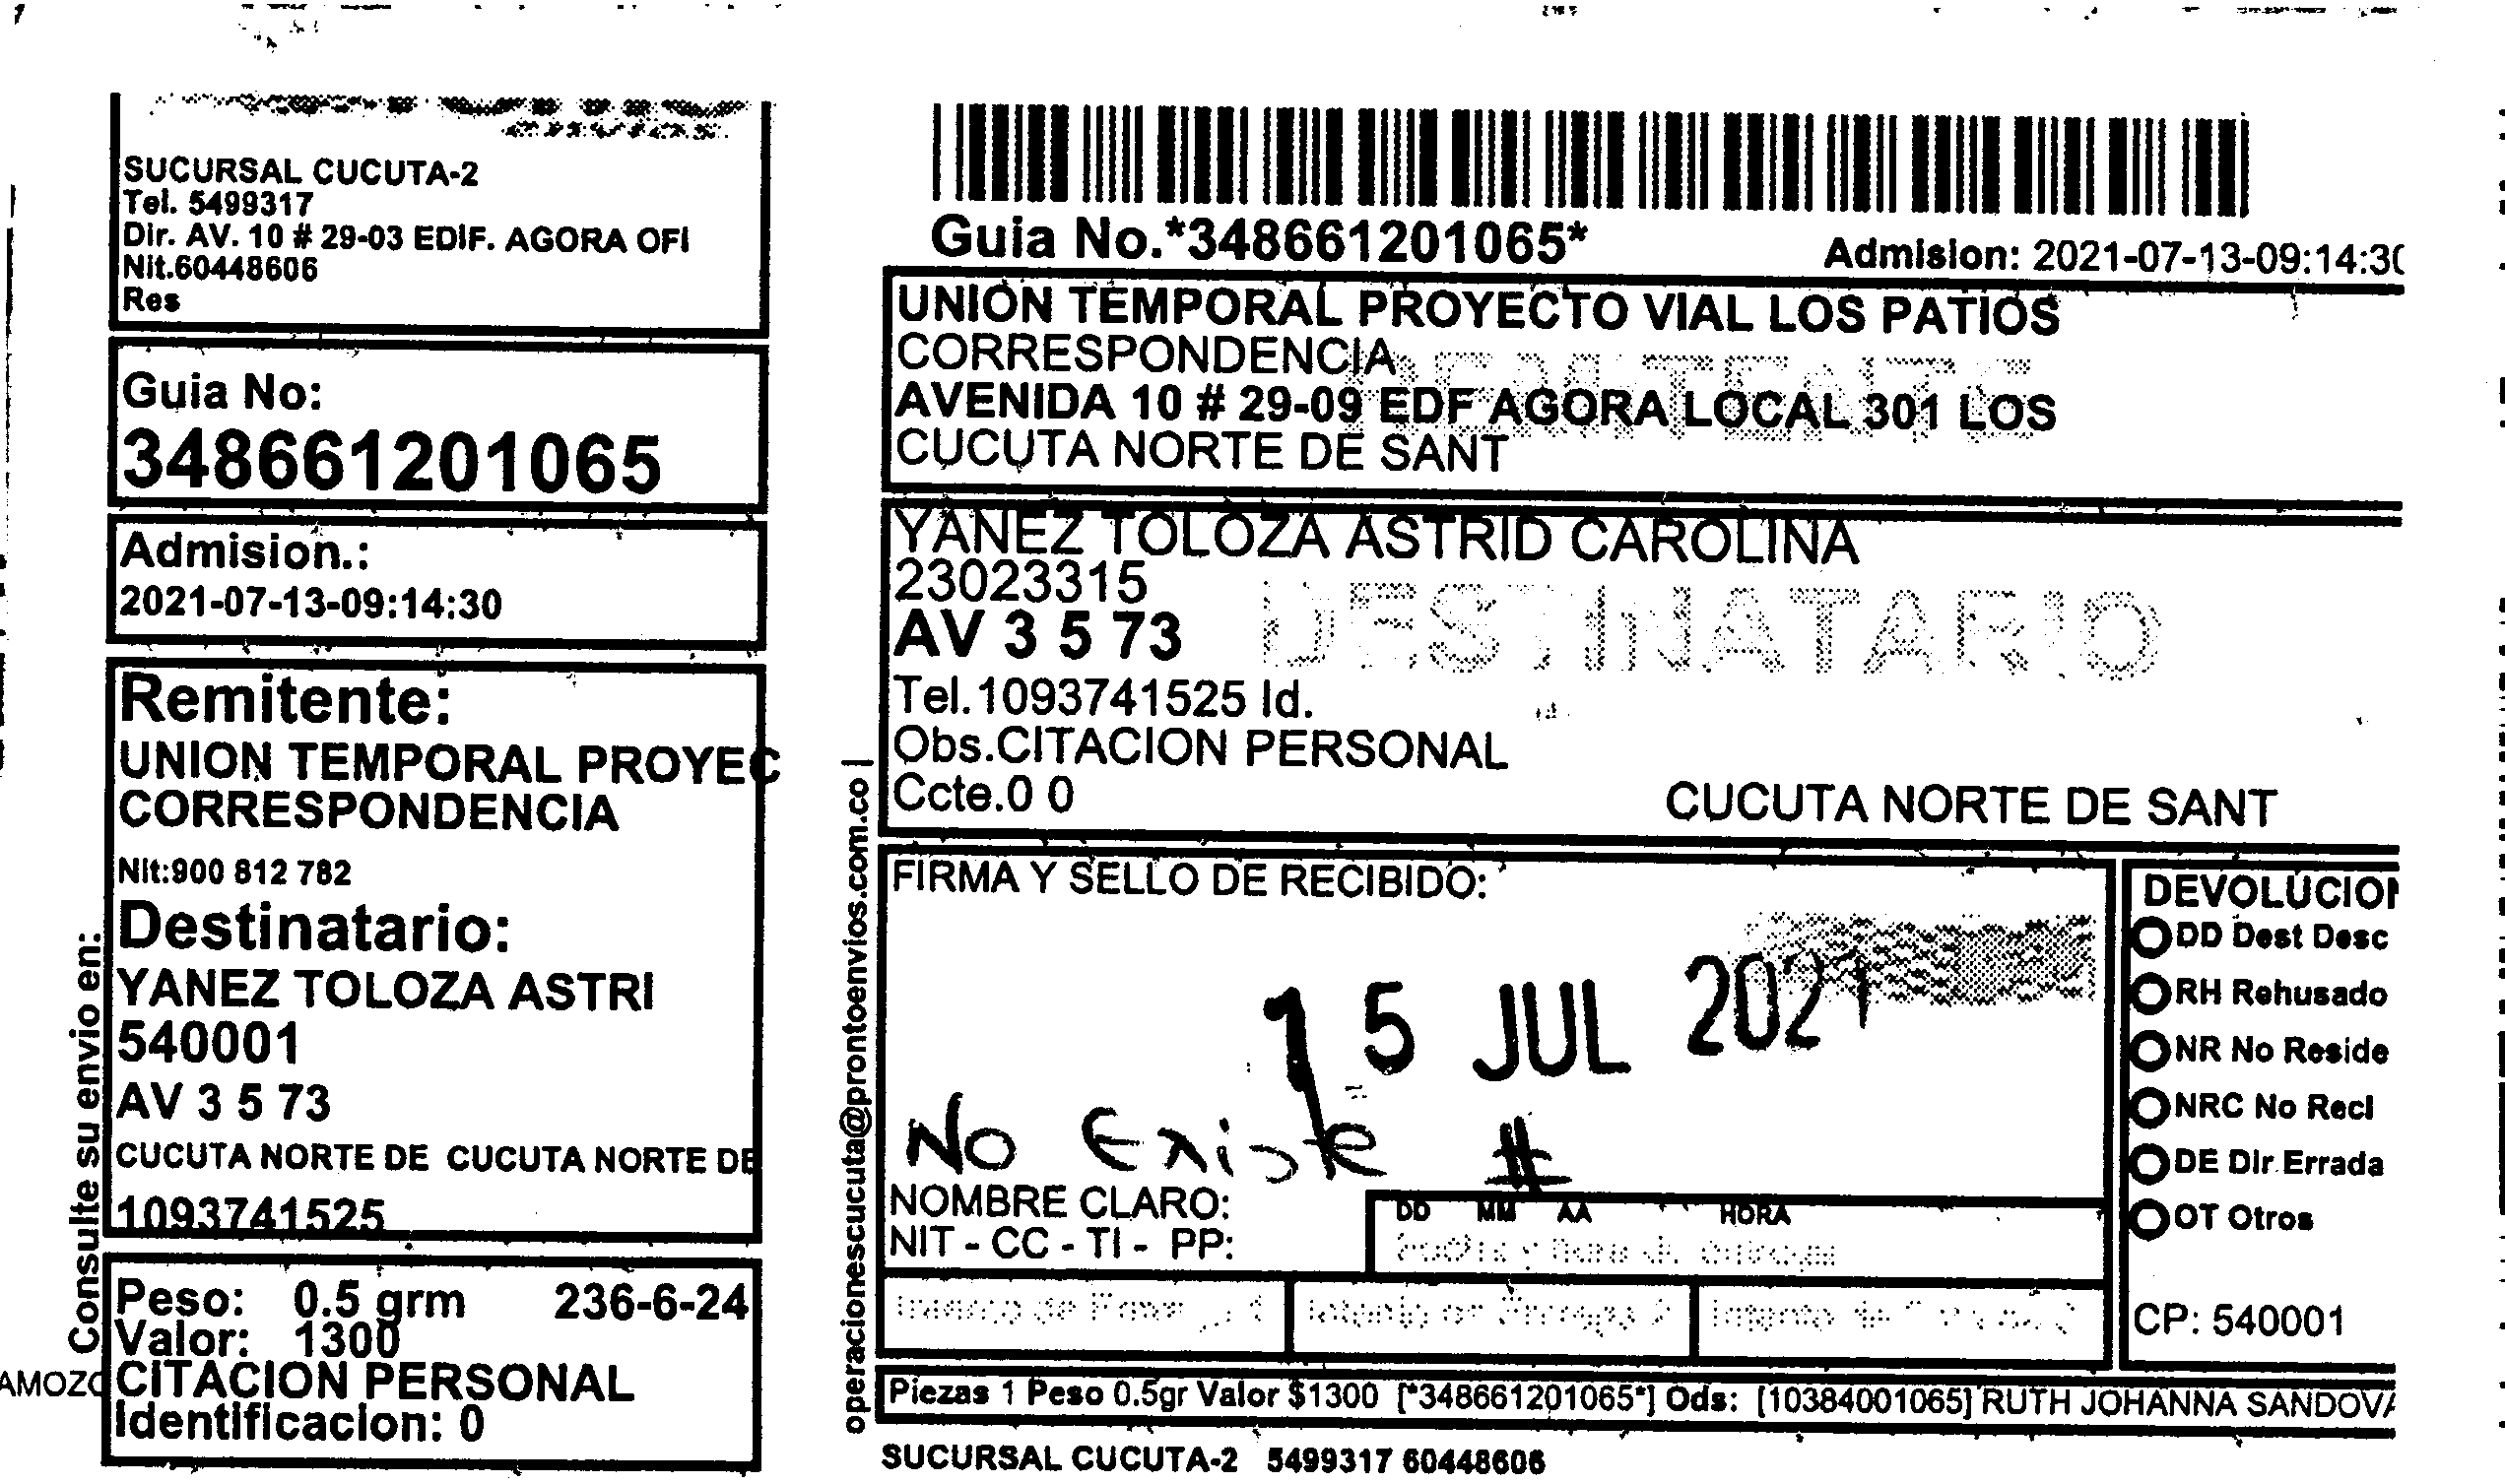 SUCURSAL CUCUTA-2
Tel. 5499317
Dir. AV. 10 # 29-03 EDIF. AGORA OFI
Nit.60448606
Res
Guia No:
348661201065
Admision.:
2021-07-13-09:14:30
Remitente:
UNION TEMPORAL PROYEC
CORRESPONDENCIA
Nit:900 812 782
Destinatario:
YANEZ TOLOZA ASTRI
540001
AV 3 5 73
CUCUTA NORTE DE CUCUTA NORTE DE
1093741525
Peso: 0.5 grm 236-6-24
Valor: 1300
CITACION PERSONAL
Identificacion: 0
Consulte su envio en:
AMOZO
operacionescucuta@prontoenvios.com.co |
Guia No.*348661201065*
Admision: 2021-07-13-09:14:30
UNION TEMPORAL PROYECTO VIAL LOS PATIOS
CORRESPONDENCIA
REMITENTE
AVENIDA 10 # 29-09 EDF AGORA LOCAL 301 LOS
CUCUTA NORTE DE SANT
YANEZ TOLOZA ASTRID CAROLINA
23023315
DESTINATARIO
AV 3 5 73
Tel.1093741525 Id.
Obs.CITACION PERSONAL
Ccte.0 0
CUCUTA NORTE DE SANT
FIRMA Y SELLO DE RECIBIDO:
15 JUL 2021
No Existe #
NOMBRE CLARO:
NIT - CC - TI - PP:
DD MM AA HORA
Fecha y Hora de Entrega
DEVOLUCION
DD Dest Desc
RH Rehusado
NR No Reside
NRC No Recl
DE Dir.Errada
OT Otros
CP: 540001
Piezas 1 Peso 0.5gr Valor $1300 [*348661201065*] Ods: [10384001065] RUTH JOHANNA SANDOVA
SUCURSAL CUCUTA-2 5499317 60448606